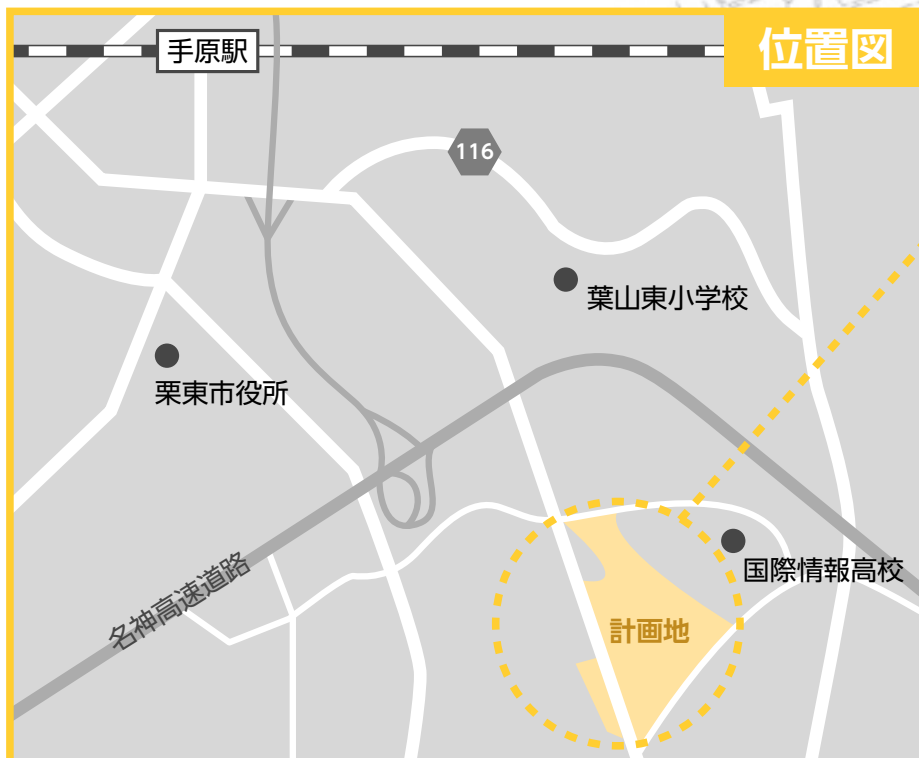 位置図
手原駅
116
葉山東小学校
栗東市役所
国際情報高校
名神高速道路
計画地